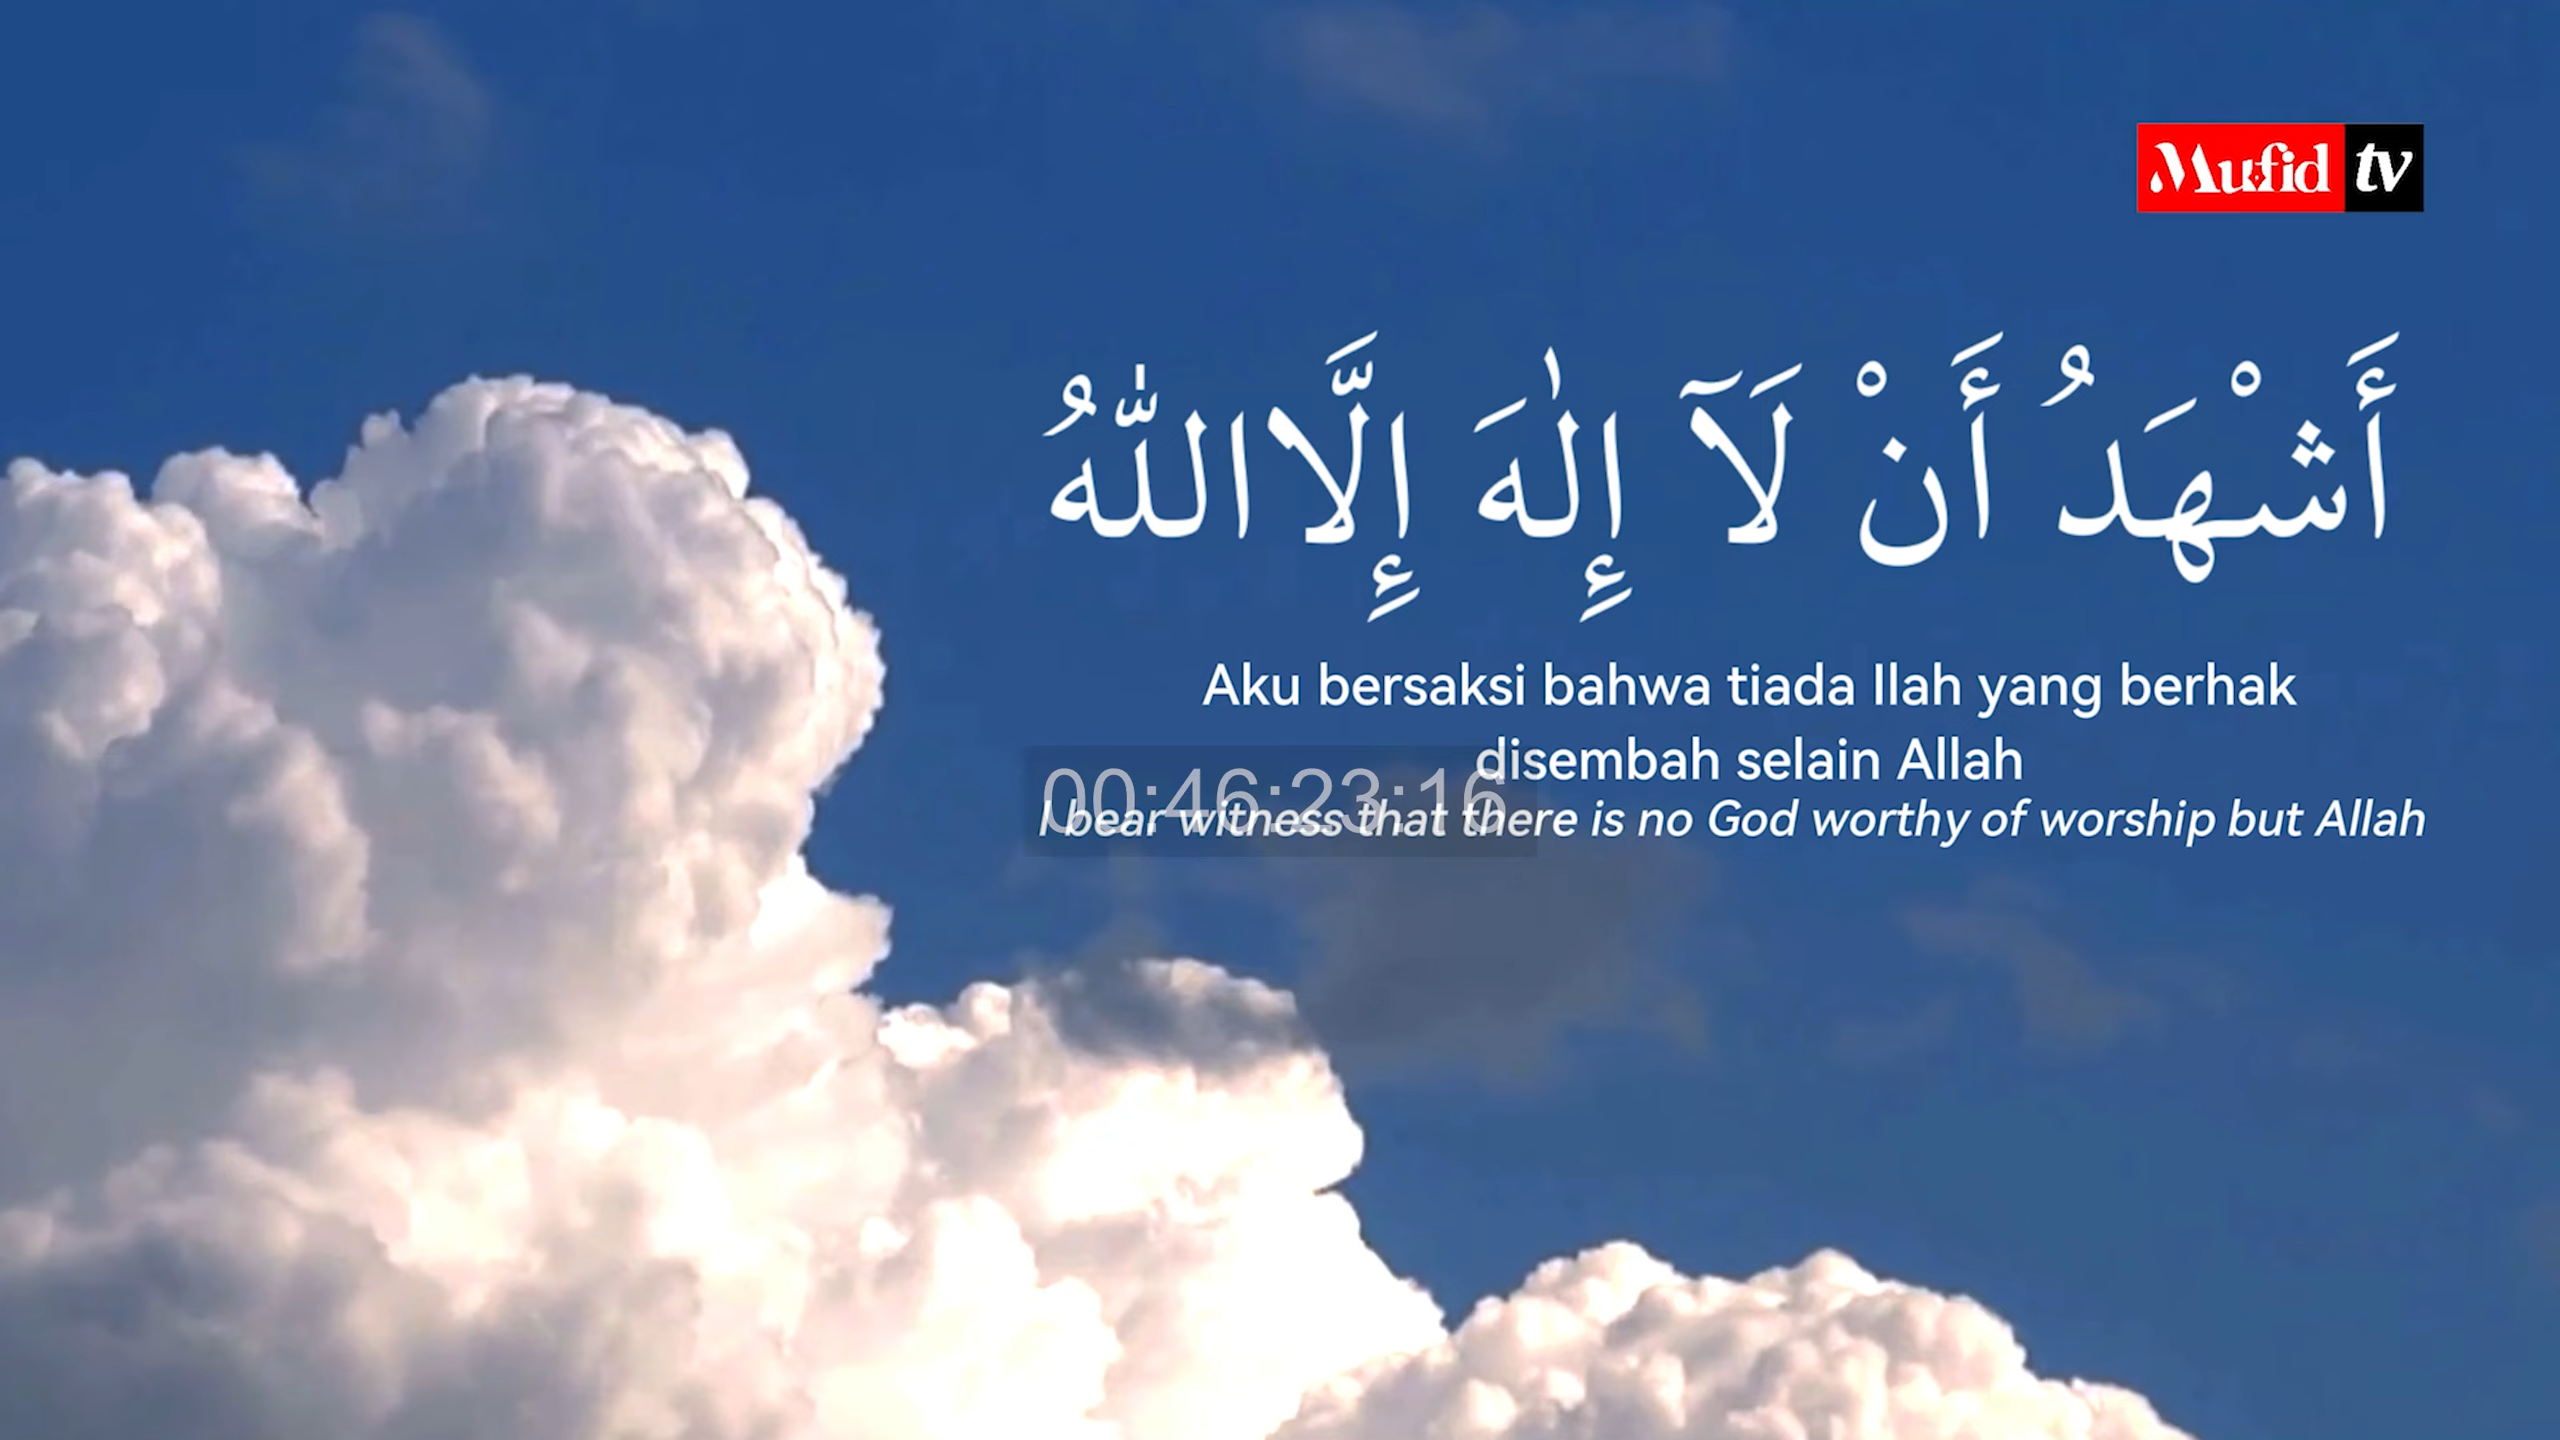 Mufid tv
أَشْهَدُ أَنْ لَآ إِلٰهَ إِلَّااللّٰهُ
Aku bersaksi bahwa tiada Ilah yang berhak
disembah selain Allah
00:46:23:16
I bear witness that there is no God worthy of worship but Allah